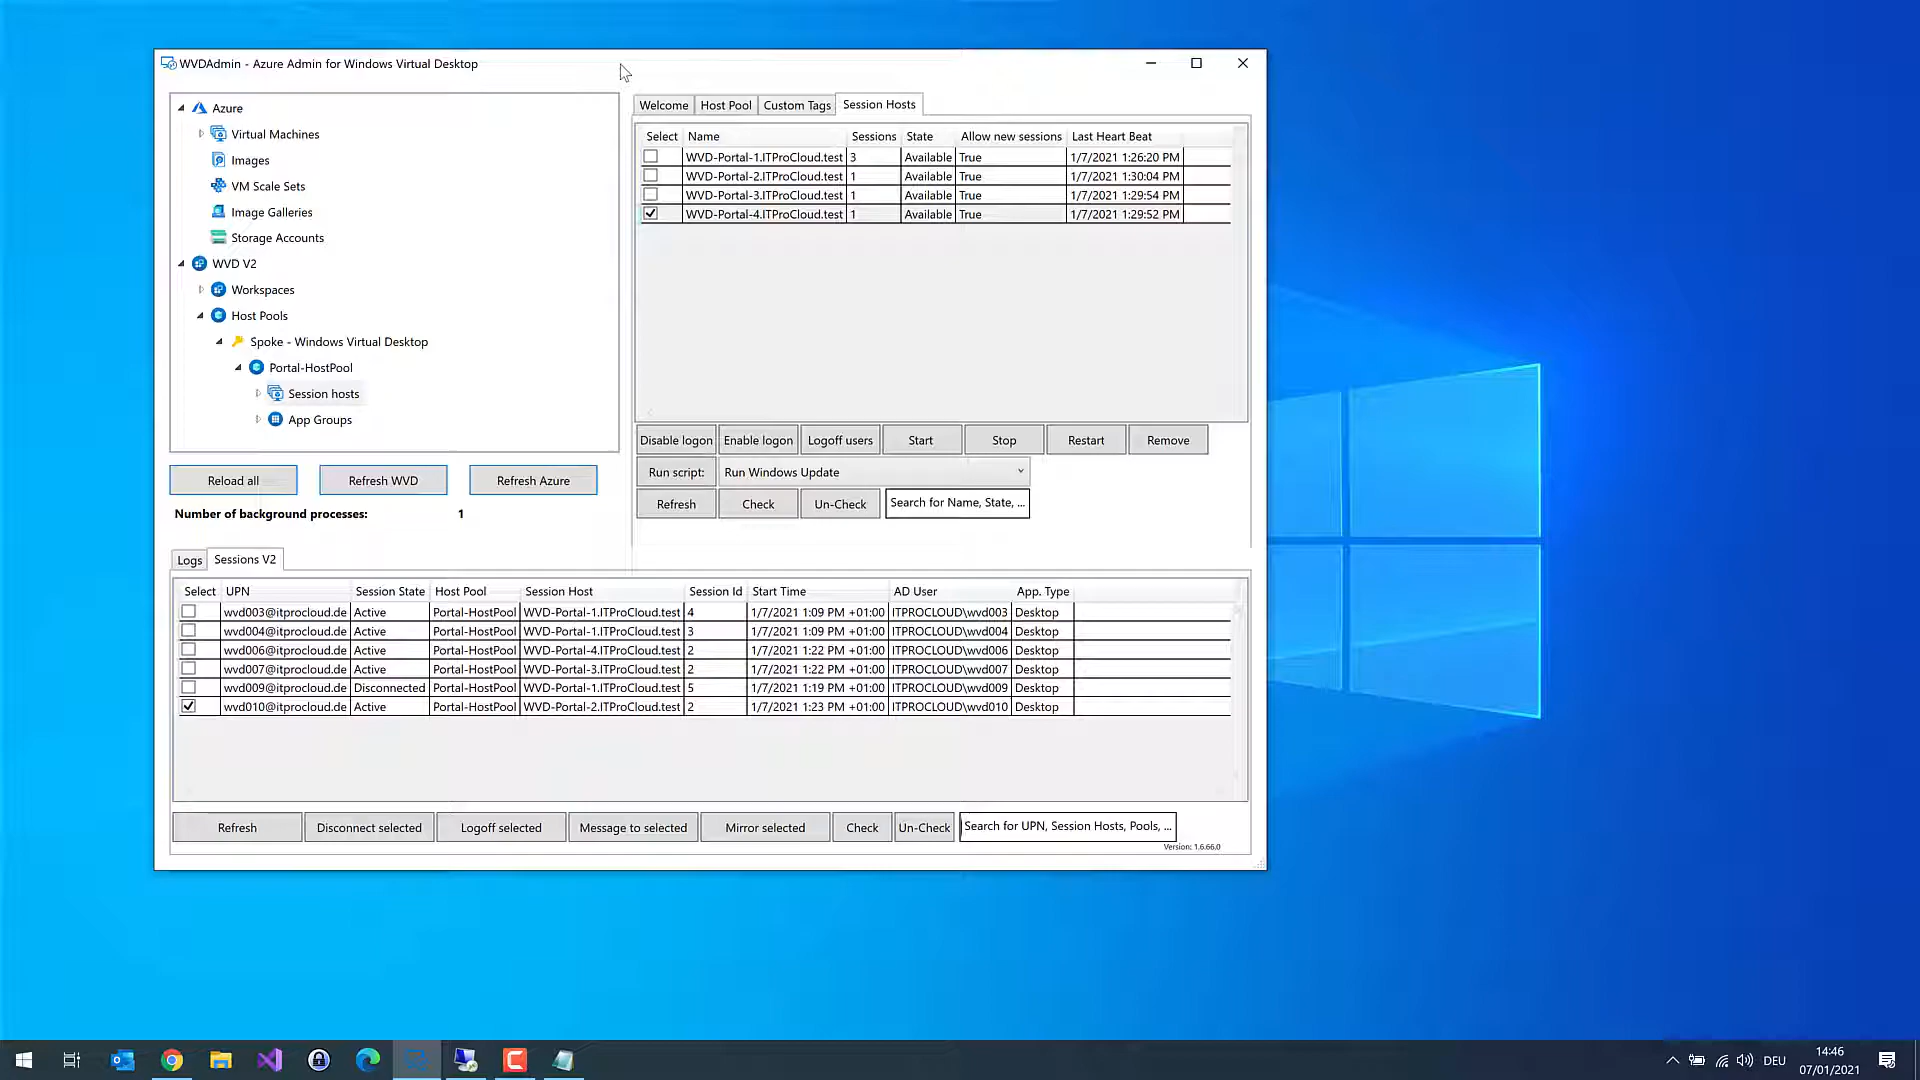 WVDAdmin - Azure Admin for Windows Virtual Desktop
Azure
Virtual Machines
Images
VM Scale Sets
Image Galleries
Storage Accounts
WVD V2
Workspaces
Host Pools
Spoke - Windows Virtual Desktop
Portal-HostPool
Session hosts
App Groups
Reload all Refresh WVD Refresh Azure
Number of background processes: 1
Welcome Host Pool Custom Tags Session Hosts
Select Name Sessions State Allow new sessions Last Heart Beat
WVD-Portal-1.ITProCloud.test 3 Available True 1/7/2021 1:26:20 PM
WVD-Portal-2.ITProCloud.test 1 Available True 1/7/2021 1:30:04 PM
WVD-Portal-3.ITProCloud.test 1 Available True 1/7/2021 1:29:54 PM
WVD-Portal-4.ITProCloud.test 1 Available True 1/7/2021 1:29:52 PM
Disable logon Enable logon Logoff users Start Stop Restart Remove
Run script: Run Windows Update
Refresh Check Un-Check Search for Name, State, ...
Logs Sessions V2
Select UPN Session State Host Pool Session Host Session Id Start Time AD User App. Type
wvd003@itprocloud.de Active Portal-HostPool WVD-Portal-1.ITProCloud.test 4 1/7/2021 1:09 PM +01:00 ITPROCLOUD\wvd003 Desktop
wvd004@itprocloud.de Active Portal-HostPool WVD-Portal-1.ITProCloud.test 3 1/7/2021 1:09 PM +01:00 ITPROCLOUD\wvd004 Desktop
wvd006@itprocloud.de Active Portal-HostPool WVD-Portal-4.ITProCloud.test 2 1/7/2021 1:22 PM +01:00 ITPROCLOUD\wvd006 Desktop
wvd007@itprocloud.de Active Portal-HostPool WVD-Portal-3.ITProCloud.test 2 1/7/2021 1:22 PM +01:00 ITPROCLOUD\wvd007 Desktop
wvd009@itprocloud.de Disconnected Portal-HostPool WVD-Portal-1.ITProCloud.test 5 1/7/2021 1:19 PM +01:00 ITPROCLOUD\wvd009 Desktop
wvd010@itprocloud.de Active Portal-HostPool WVD-Portal-2.ITProCloud.test 2 1/7/2021 1:23 PM +01:00 ITPROCLOUD\wvd010 Desktop
Refresh Disconnect selected Logoff selected Message to selected Mirror selected Check Un-Check Search for UPN, Session Hosts, Pools, ...
Version: 1.6.66.0
DEU
14:46
07/01/2021